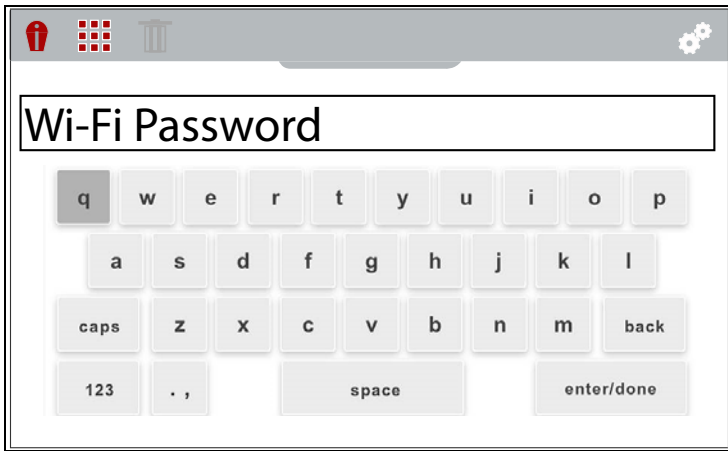 Wi-Fi Password
q w e r t y u i o p
a s d f g h j k l
caps z x c v b n m back
123 . , space enter/done